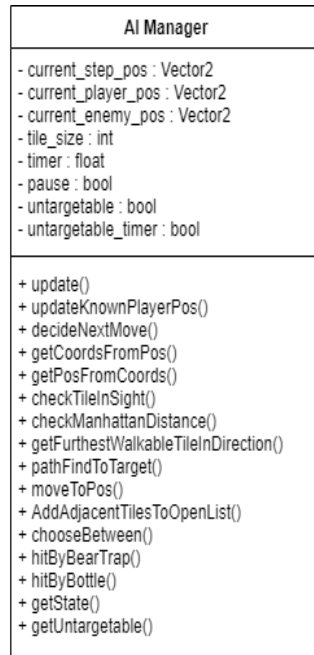 AI Manager
- current_step_pos : Vector2
- current_player_pos : Vector2
- current_enemy_pos : Vector2
- tile_size : int
- timer : float
- pause : bool
- untargetable : bool
- untargetable_timer : bool
+ update()
+ updateKnownPlayerPos()
+ decideNextMove()
+ getCoordsFromPos()
+ getPosFromCoords()
+ checkTileInSight()
+ checkManhattanDistance()
+ getFurthestWalkableTileInDirection()
+ pathFindToTarget()
+ moveToPos()
+ AddAdjacentTilesToOpenList()
+ chooseBetween()
+ hitByBearTrap()
+ hitByBottle()
+ getState()
+ getUntargetable()